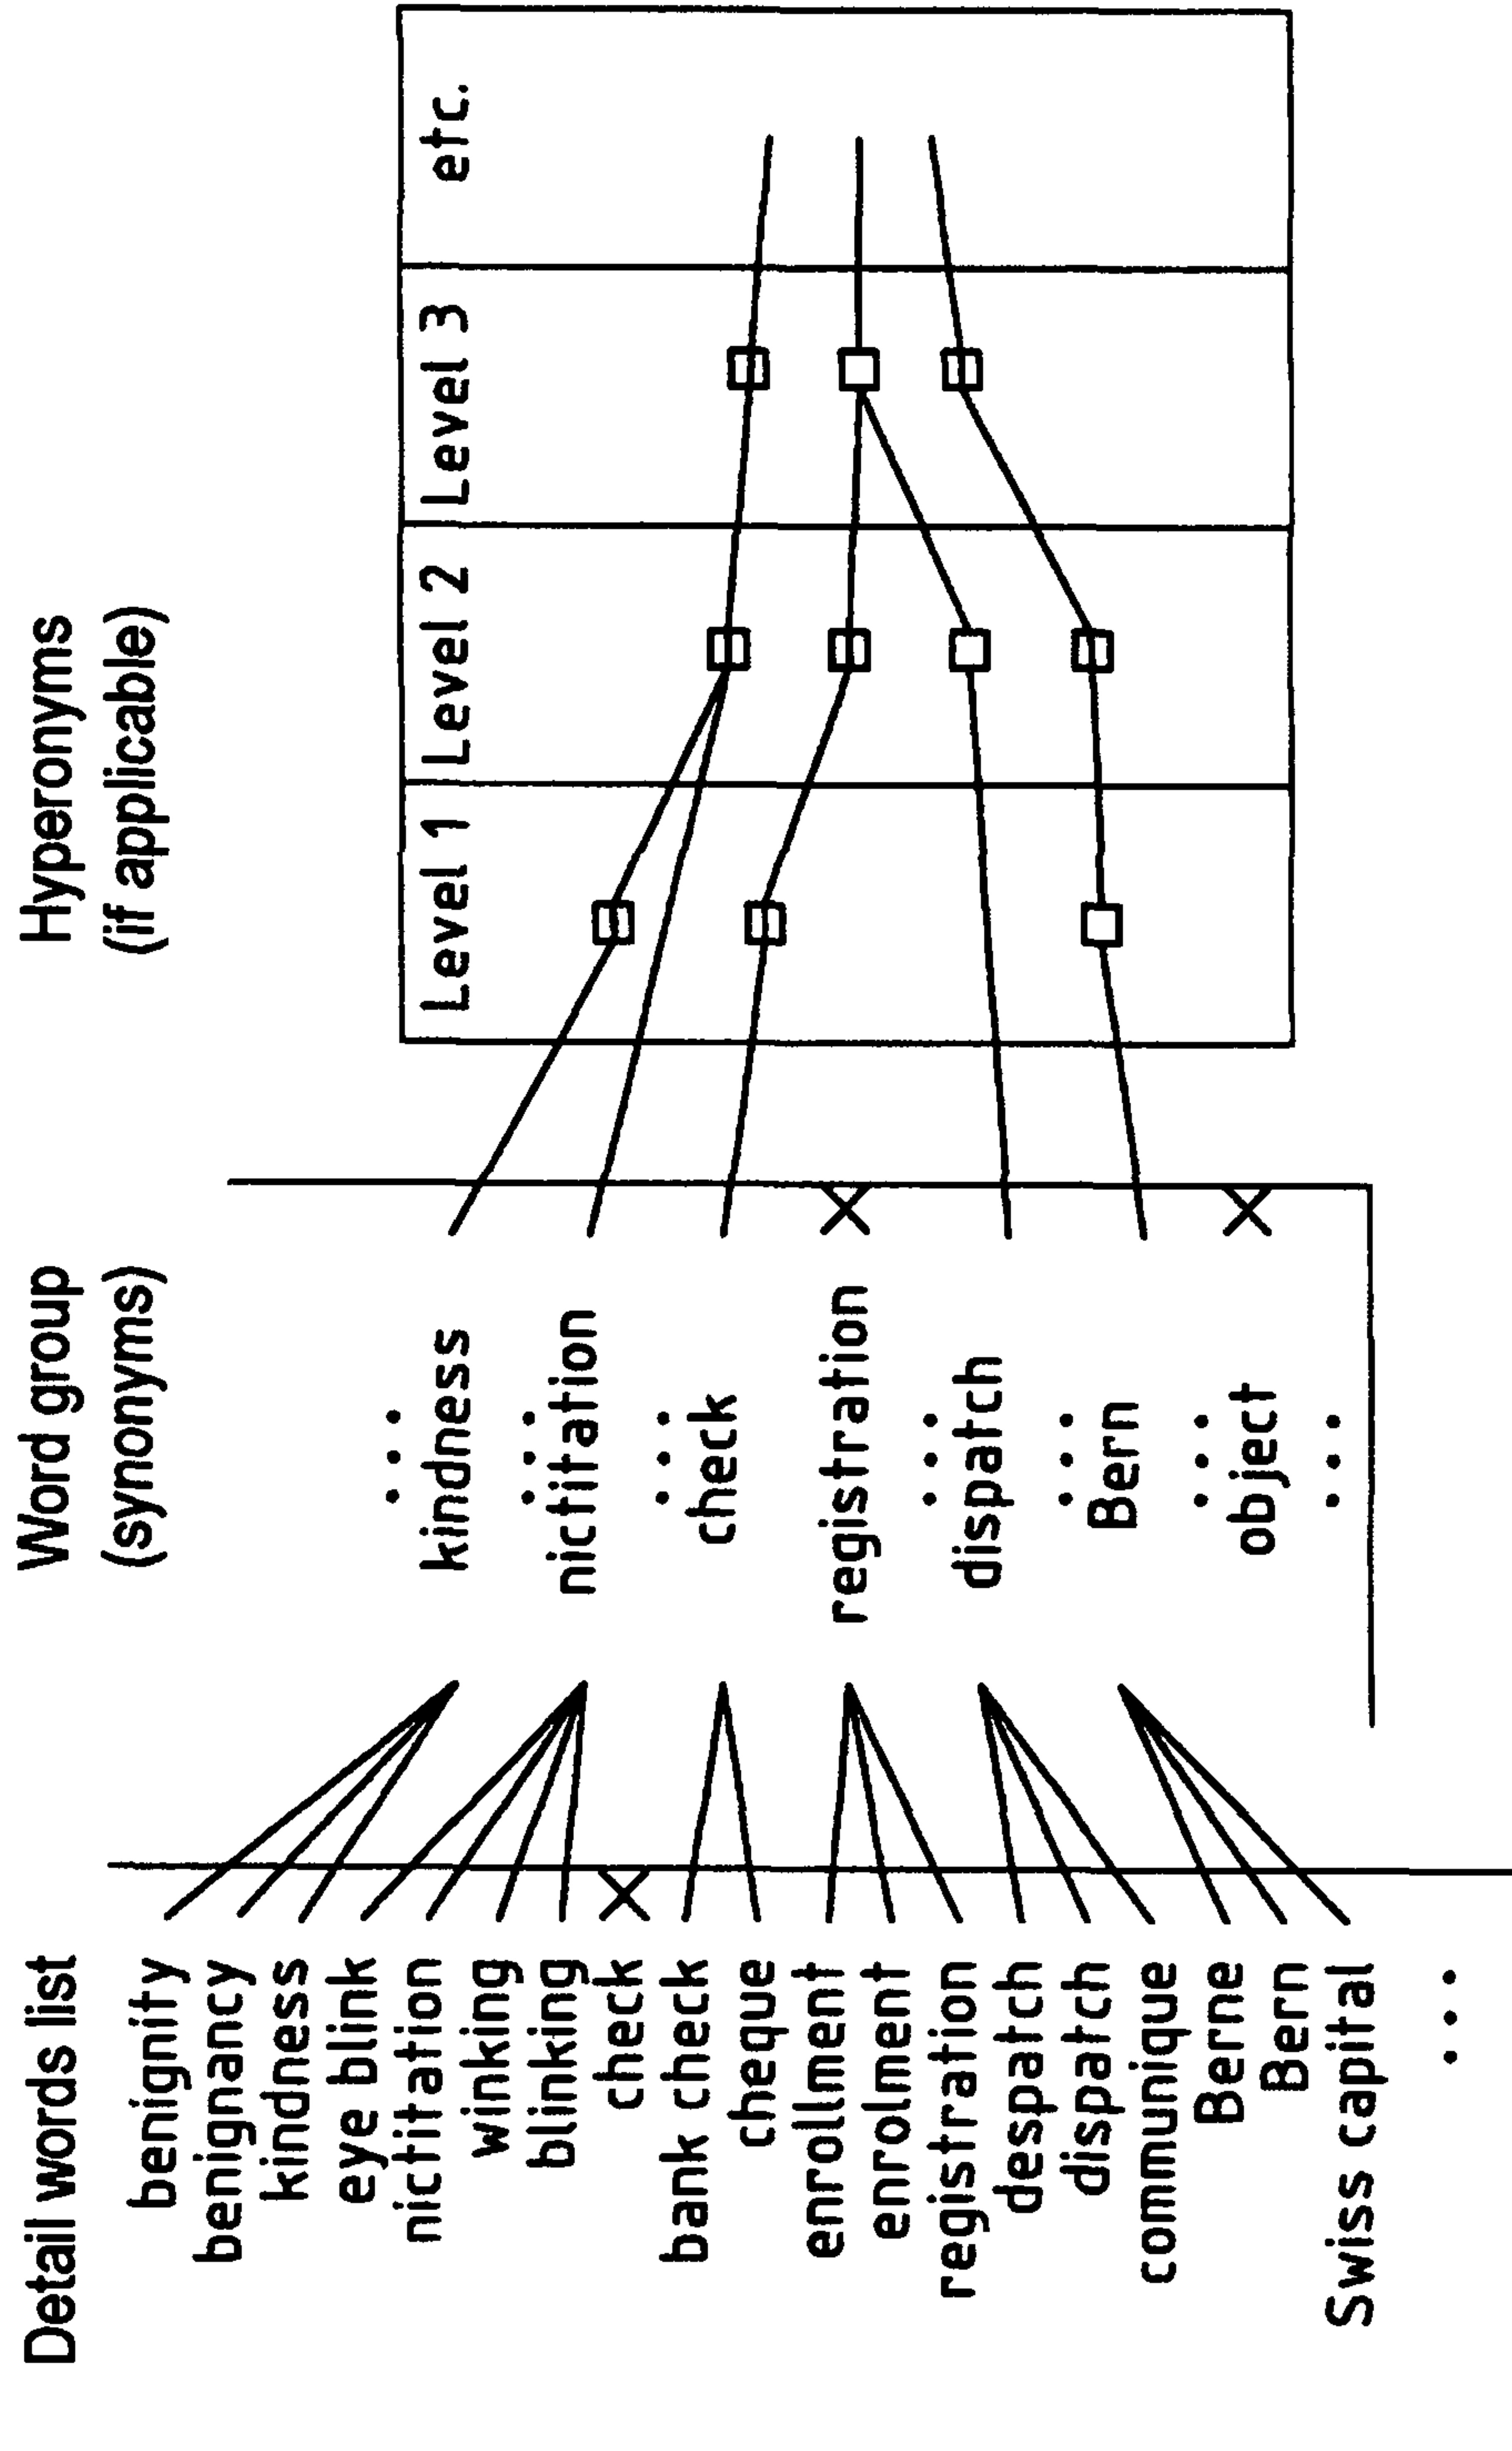 Detail words list
benignity
benignancy
kindness
eye blink
nictitation
winking
blinking
check
bank check
cheque
enrollment
enrolment
registration
despatch
dispatch
communique
Berne
Bern
Swiss capital
...
Word group
(synonyms)
...
kindness
...
nictitation
...
check
registration
...
dispatch
...
Bern
...
object
...
Hyperonyms
(if applicable)
Level 1
Level 2
Level 3
etc.